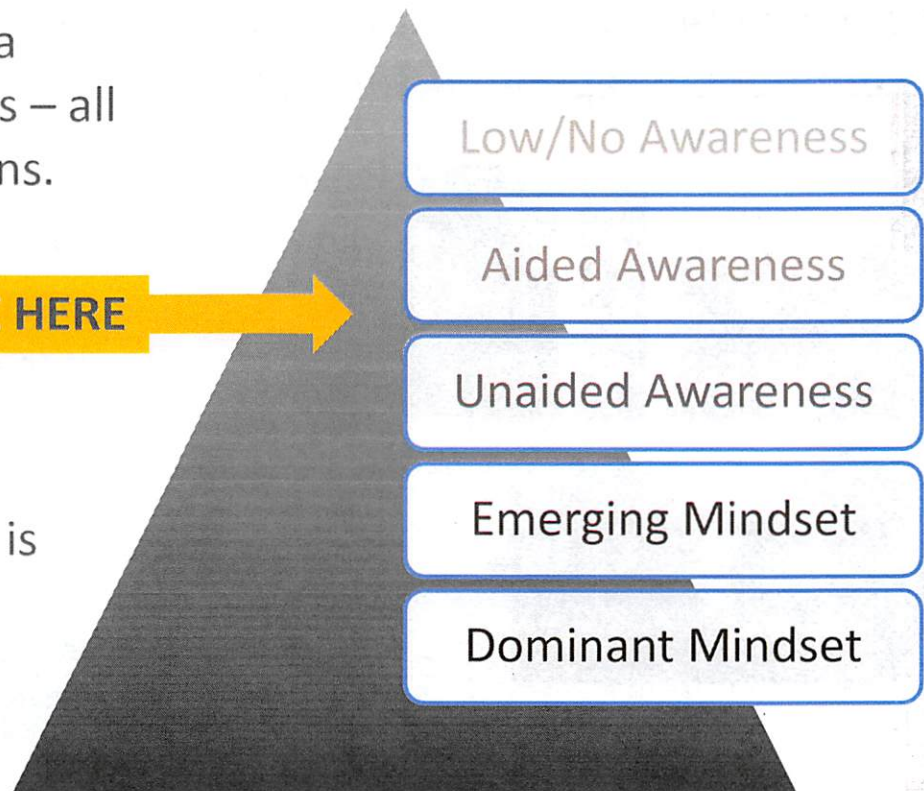 a
s – all
ns.
HERE
is
Low/No Awareness
Aided Awareness
Unaided Awareness
Emerging Mindset
Dominant Mindset